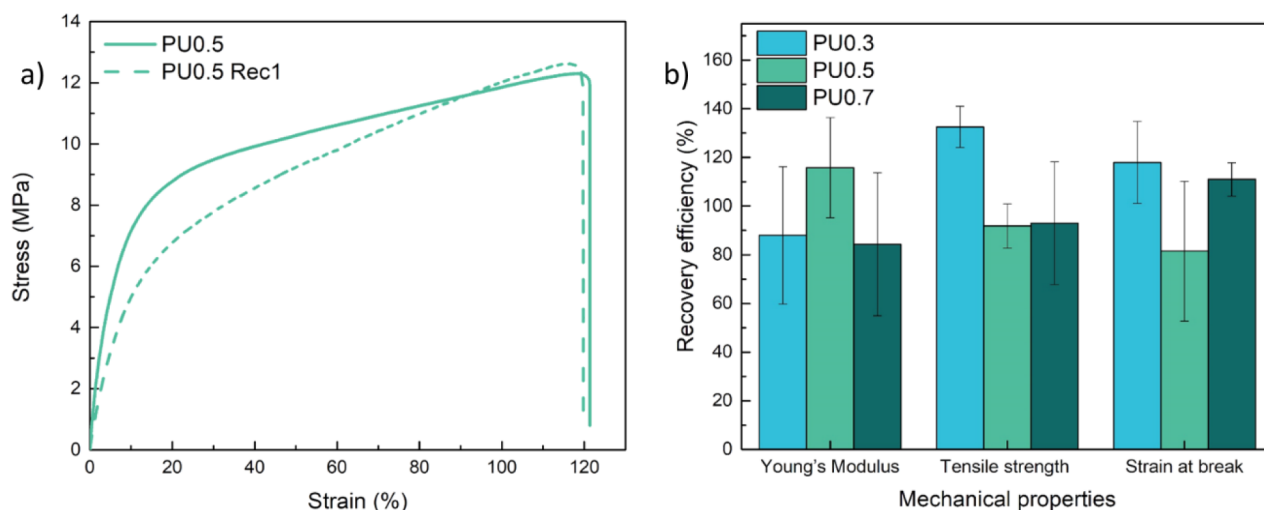 a)
PU0.5
PU0.5 Rec1
Stress (MPa)
14
12
10
8
6
4
2
0
0 20 40 60 80 100 120
Strain (%)
b)
PU0.3
PU0.5
PU0.7
Recovery efficiency (%)
160
140
120
100
80
60
40
20
0
Young's Modulus Tensile strength Strain at break
Mechanical properties